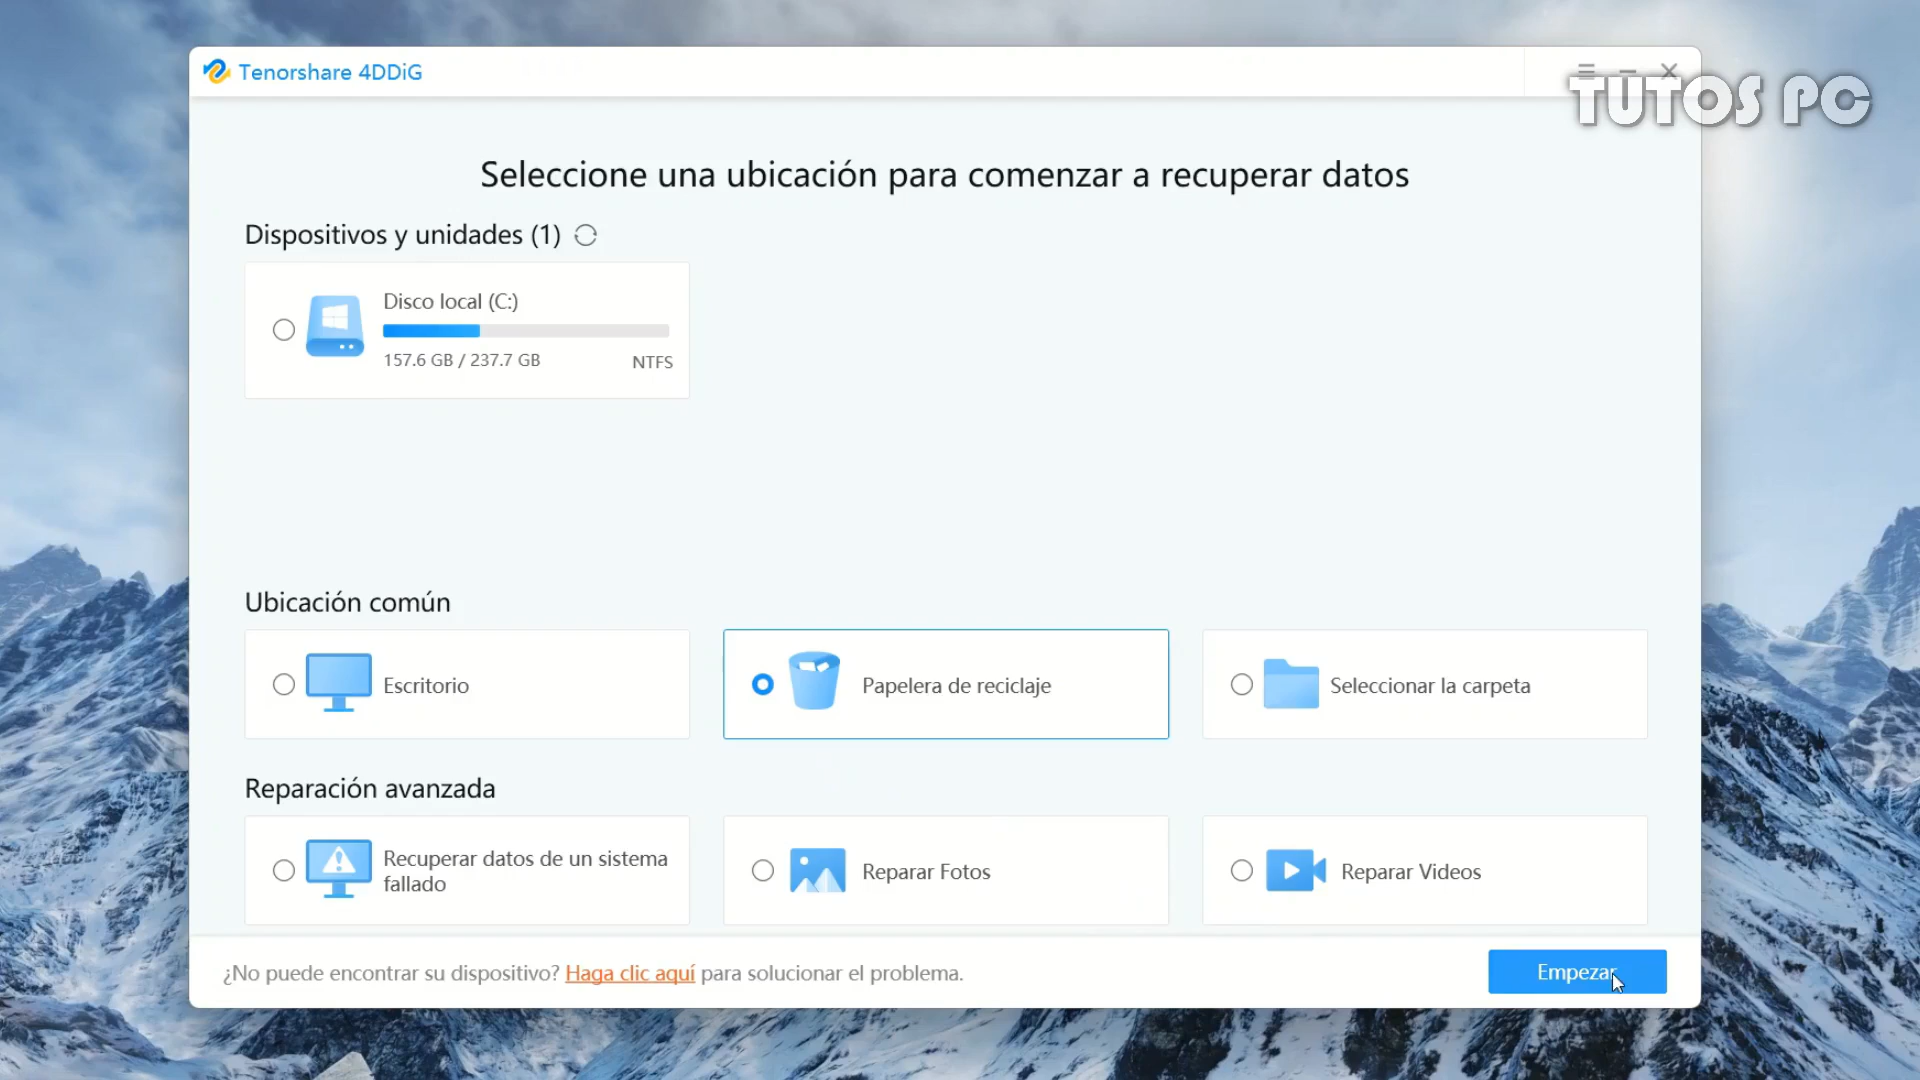 Tenorshare 4DDiG
TUTOS PC
Seleccione una ubicación para comenzar a recuperar datos
Dispositivos y unidades (1)
Disco local (C:)
157.6 GB / 237.7 GB
NTFS
Ubicación común
Escritorio
Papelera de reciclaje
Seleccionar la carpeta
Reparación avanzada
Recuperar datos de un sistema
fallado
Reparar Fotos
Reparar Videos
¿No puede encontrar su dispositivo? Haga clic aquí para solucionar el problema.
Empezar